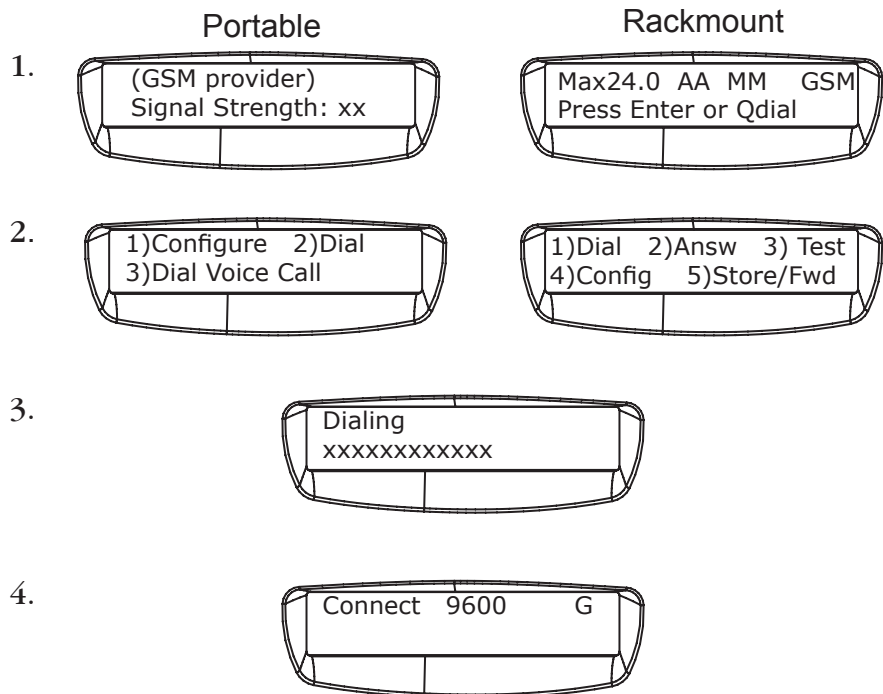 Portable
Rackmount
1.
(GSM provider)
Signal Strength: xx
Max24.0 AA MM GSM
Press Enter or Qdial
2.
1)Configure 2)Dial
3)Dial Voice Call
1)Dial 2)Answ 3) Test
4)Config 5)Store/Fwd
3.
Dialing
xxxxxxxxxxxx
4.
Connect 9600 G